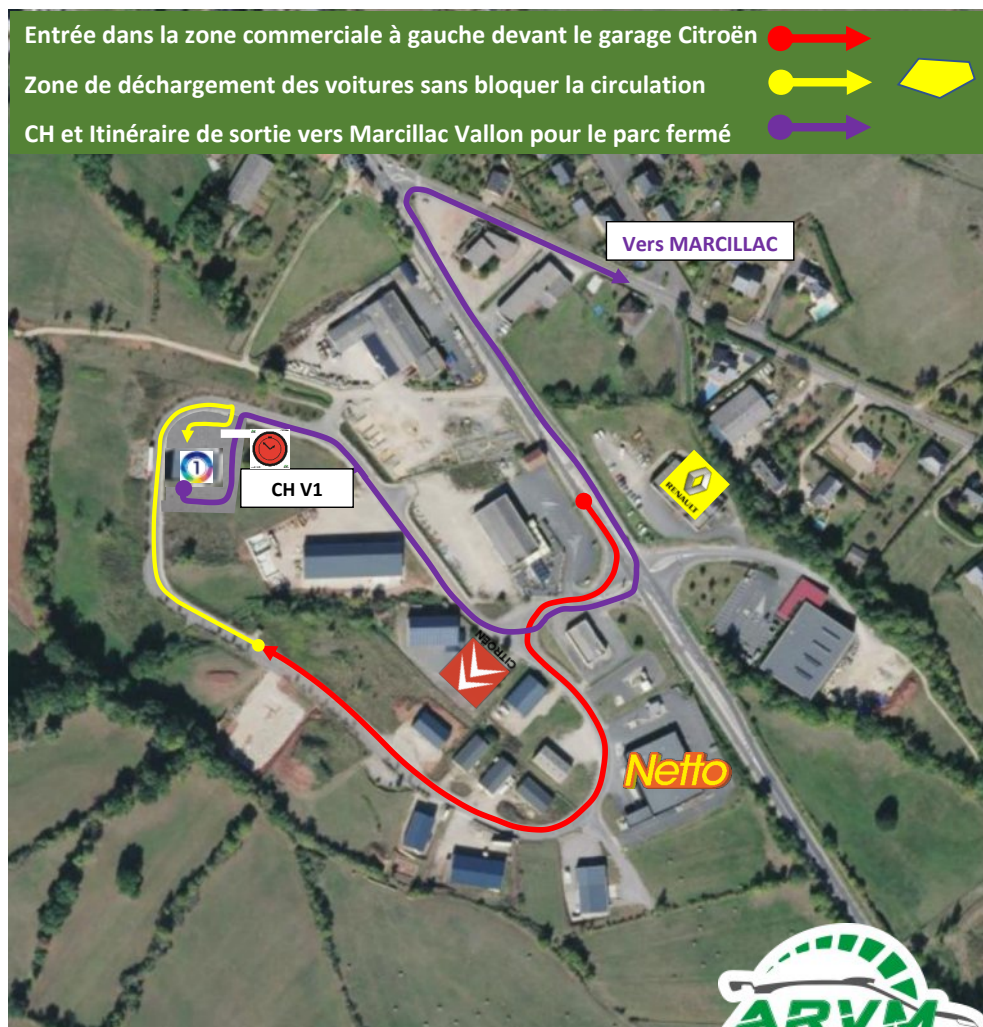 Entrée dans la zone commerciale à gauche devant le garage Citroën
Zone de déchargement des voitures sans bloquer la circulation
CH et Itinéraire de sortie vers Marcillac Vallon pour le parc fermé
Vers MARCILLAC
1
CH V1
RENAULT
CITROËN
Netto
ARVM